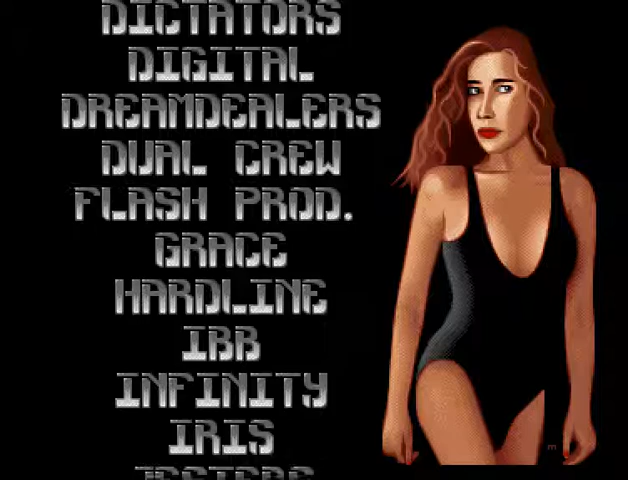 DICTATORS
DIGITAL
DREAMDEALERS
DUAL CREW
FLASH PROD.
GRACE
HARDLINE
IBB
INFINITY
IRIS